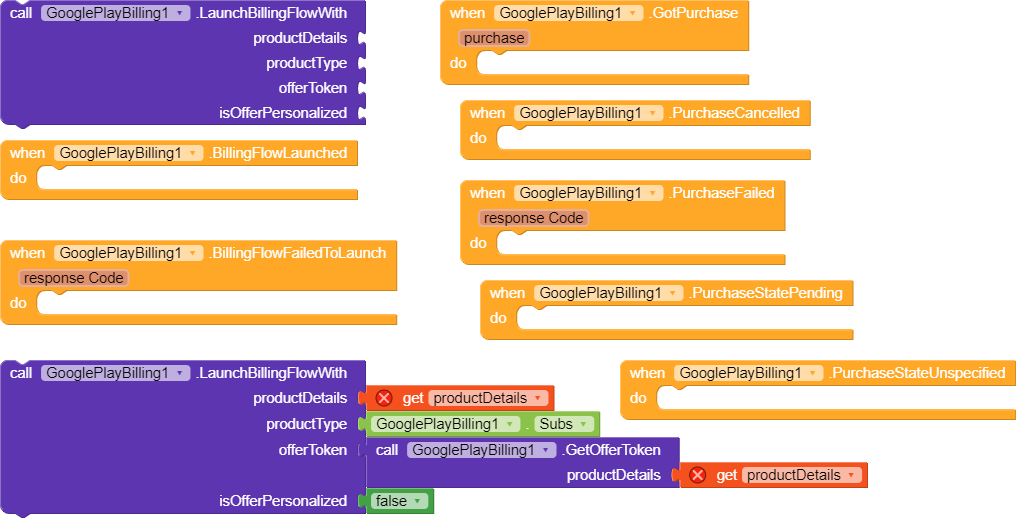 call GooglePlayBilling1 .LaunchBillingFlowWith
productDetails
productType
offerToken
isOfferPersonalized
when GooglePlayBilling1 .BillingFlowLaunched
do
when GooglePlayBilling1 .BillingFlowFailedToLaunch
response Code
do
when GooglePlayBilling1 .GotPurchase
purchase
do
when GooglePlayBilling1 .PurchaseCancelled
do
when GooglePlayBilling1 .PurchaseFailed
response Code
do
when GooglePlayBilling1 .PurchaseStatePending
do
call GooglePlayBilling1 .LaunchBillingFlowWith
productDetails get productDetails
productType GooglePlayBilling1 . Subs
offerToken call GooglePlayBilling1 .GetOfferToken
productDetails get productDetails
isOfferPersonalized false
when GooglePlayBilling1 .PurchaseStateUnspecified
do